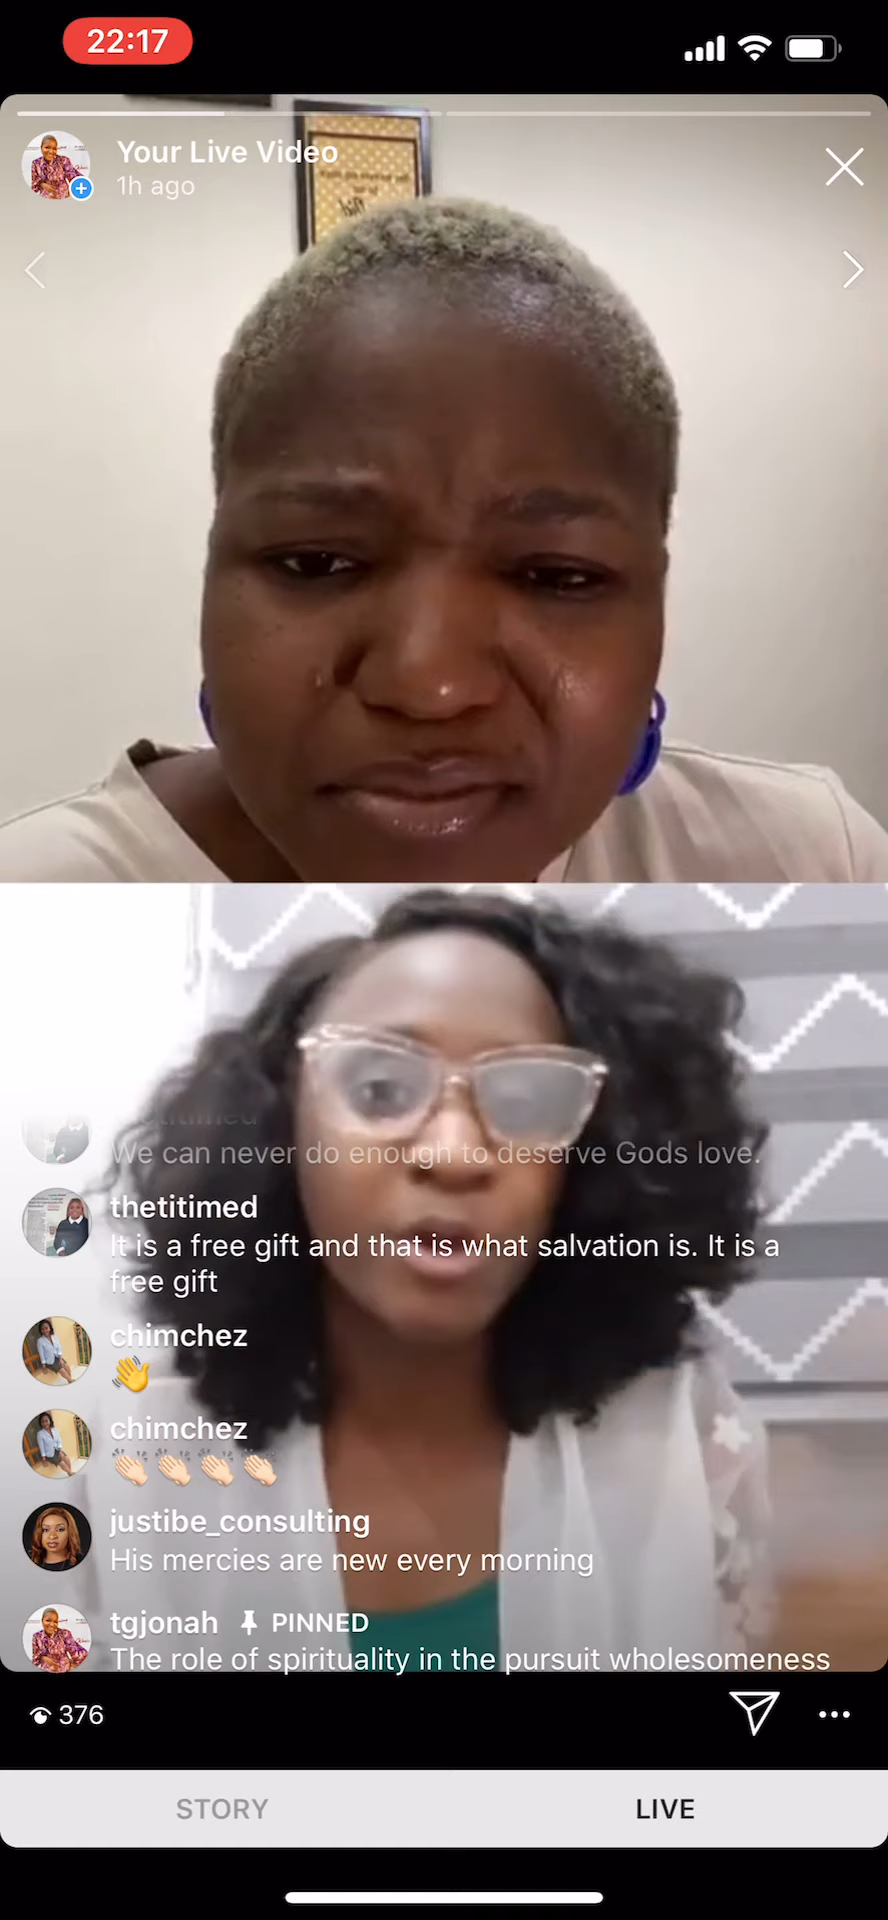 22:17
Your Live Video
1h ago
We can never do enough to deserve Gods love.
thetitimed
It is a free gift and that is what salvation is. It is a
free gift
chimchez
👋
chimchez
👏🏻👏🏻👏🏻👏🏻
justibe_consulting
His mercies are new every morning
tgjonah 📌 PINNED
The role of spirituality in the pursuit wholesomeness
376
STORY
LIVE